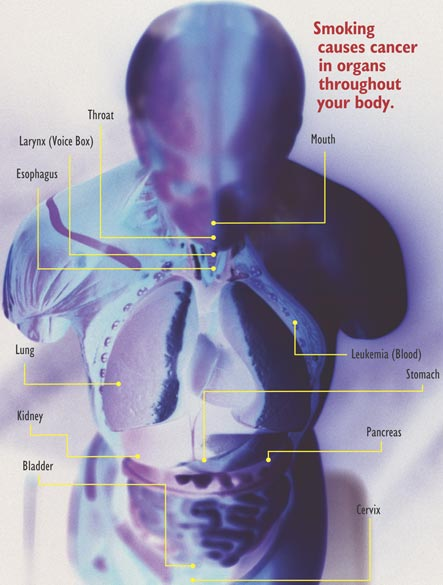 Smoking
causes cancer
in organs
throughout
your body.
Throat
Larynx (Voice Box)
Mouth
Esophagus
Lung
Leukemia (Blood)
Stomach
Kidney
Pancreas
Bladder
Cervix